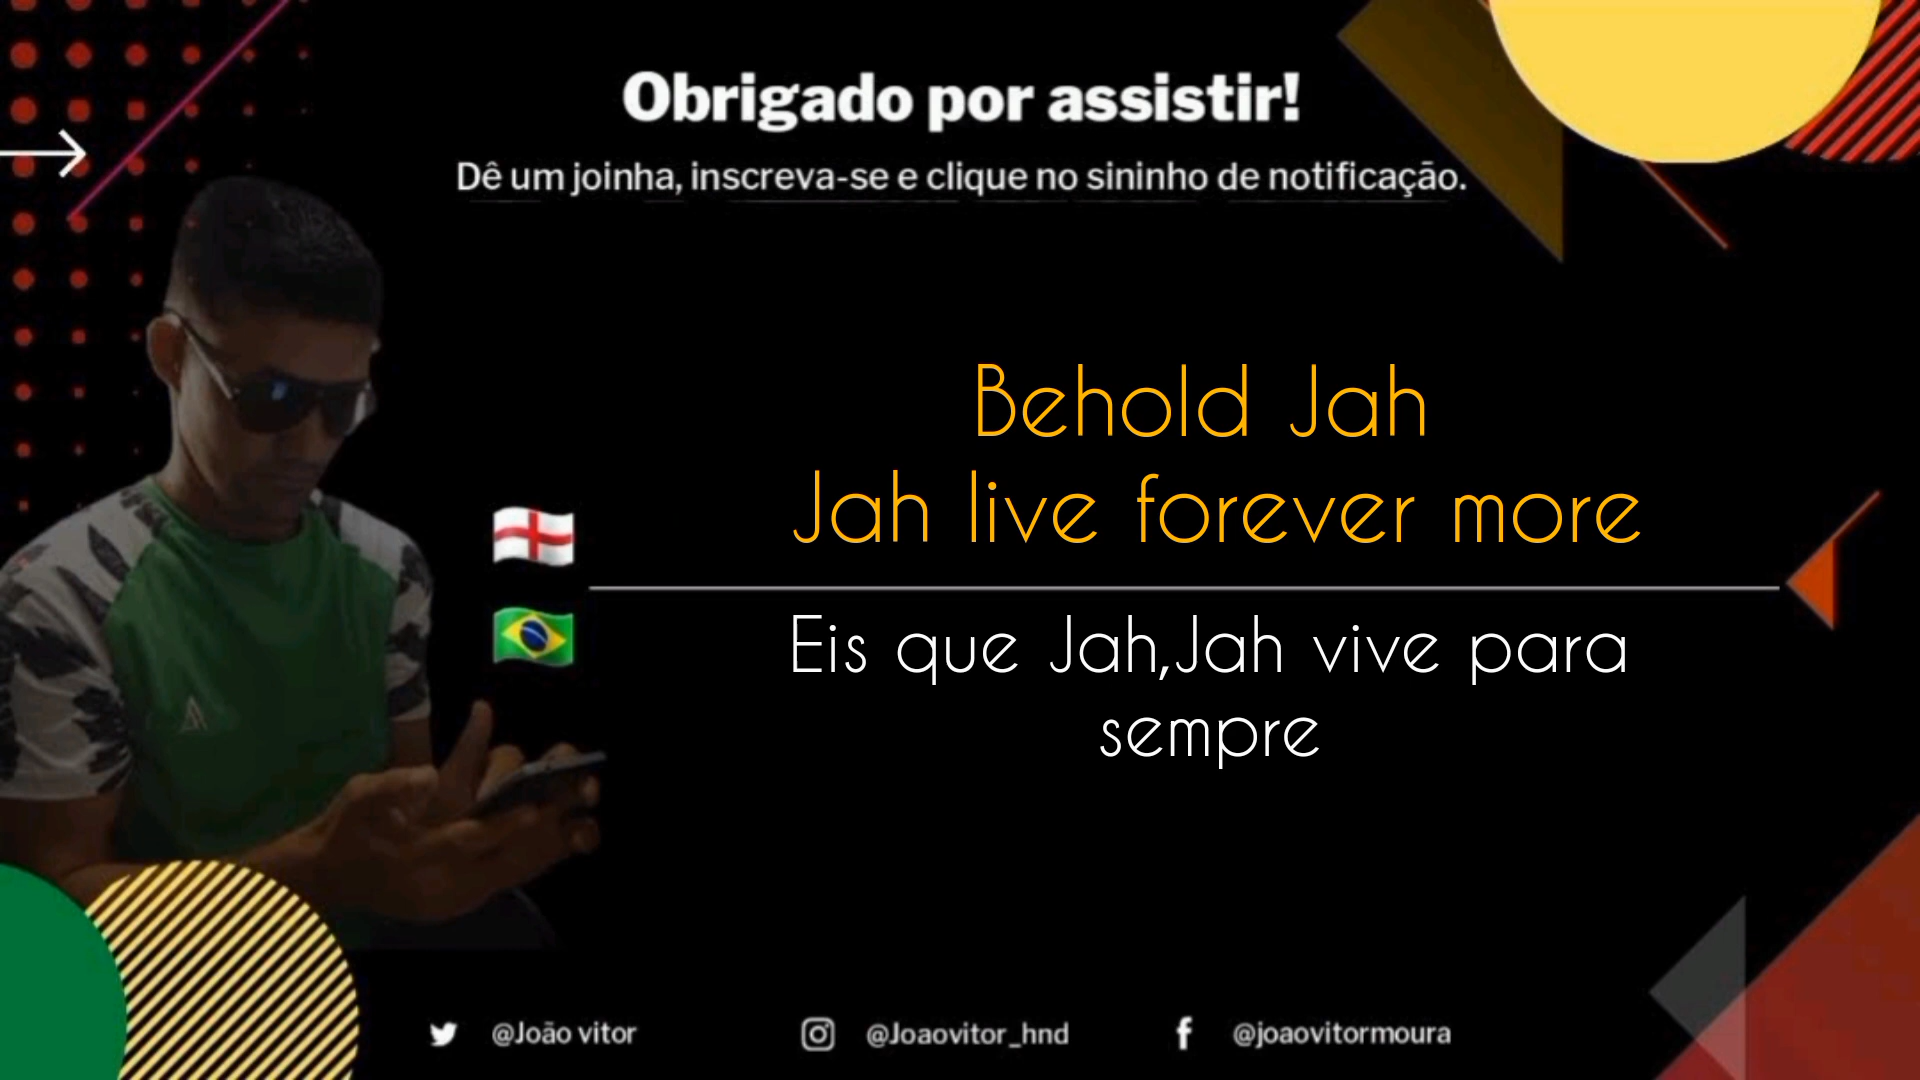 Obrigado por assistir!
Dê um joinha, inscreva-se e clique no sininho de notificação.
Behold Jah
Jah live forever more
Eis que Jah,Jah vive para
sempre
@João vitor
@Joaovitor_hnd
@joaovitormoura